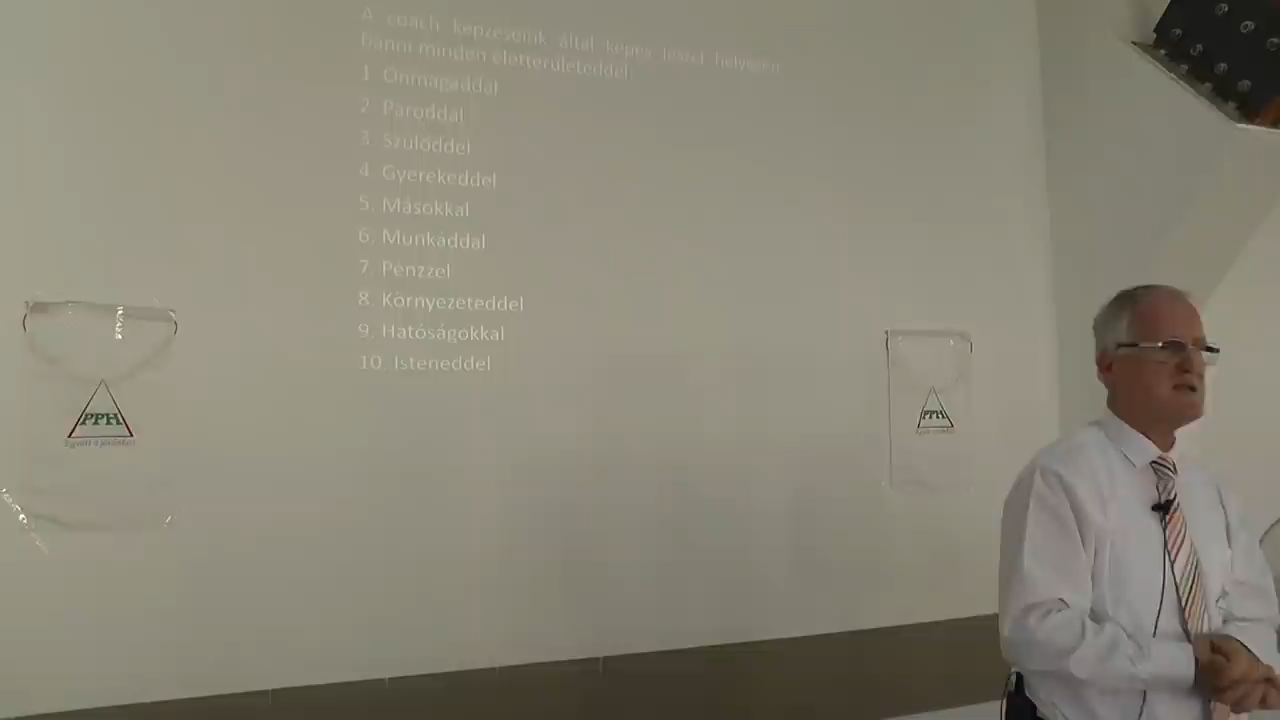 A coach képzéseink által képes leszel helyesen
bánni minden életterületeddel
1. Önmagaddal
2. Pároddal
3. Szülőddel
4. Gyerekeddel
5. Másokkal
6. Munkáddal
7. Pénzzel
8. Környezeteddel
9. Hatóságokkal
10. Isteneddel
PPH
PPH